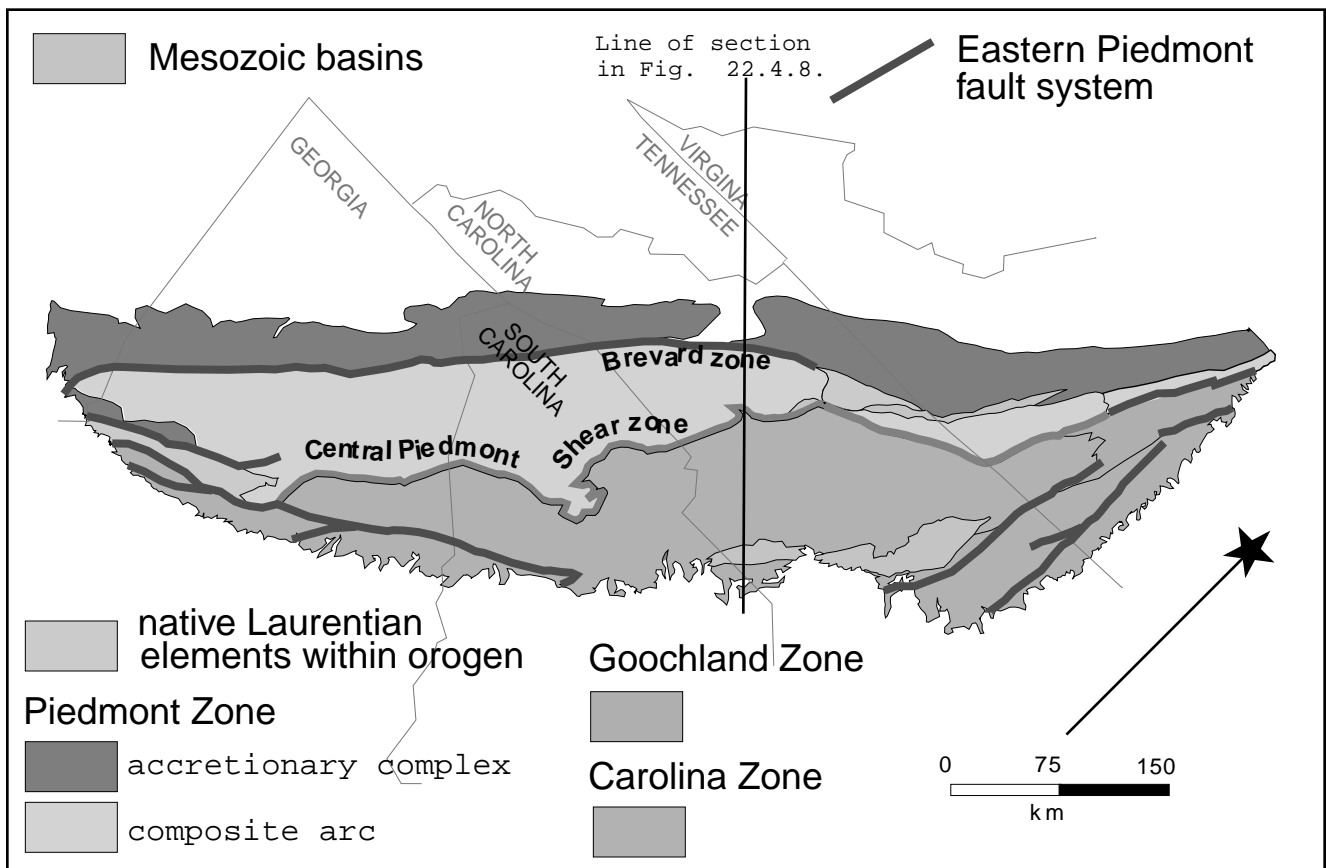 Mesozoic basins
Line of section
in Fig. 22.4.8.
Eastern Piedmont
fault system
GEORGIA
NORTH
CAROLINA
VIRGINA
TENNESSEE
SOUTH
CAROLINA
Brevard zone
Central Piedmont
Shear zone
native Laurentian
elements within orogen
Piedmont Zone
accretionary complex
composite arc
Goochland Zone
Carolina Zone
0 75 150
km